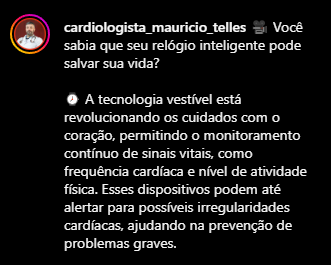 cardiologista_mauricio_telles 🎥 Você
sabia que seu relógio inteligente pode
salvar sua vida?
⌚ A tecnologia vestível está
revolucionando os cuidados com o
coração, permitindo o monitoramento
contínuo de sinais vitais, como
frequência cardíaca e nível de atividade
física. Esses dispositivos podem até
alertar para possíveis irregularidades
cardíacas, ajudando na prevenção de
problemas graves.